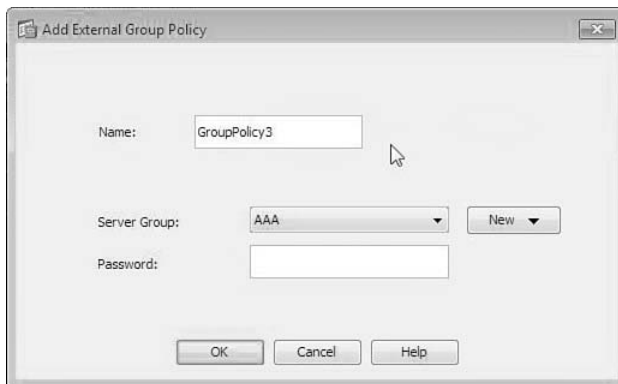 Add External Group Policy
Name: GroupPolicy3
Server Group: AAA New
Password:
OK Cancel Help